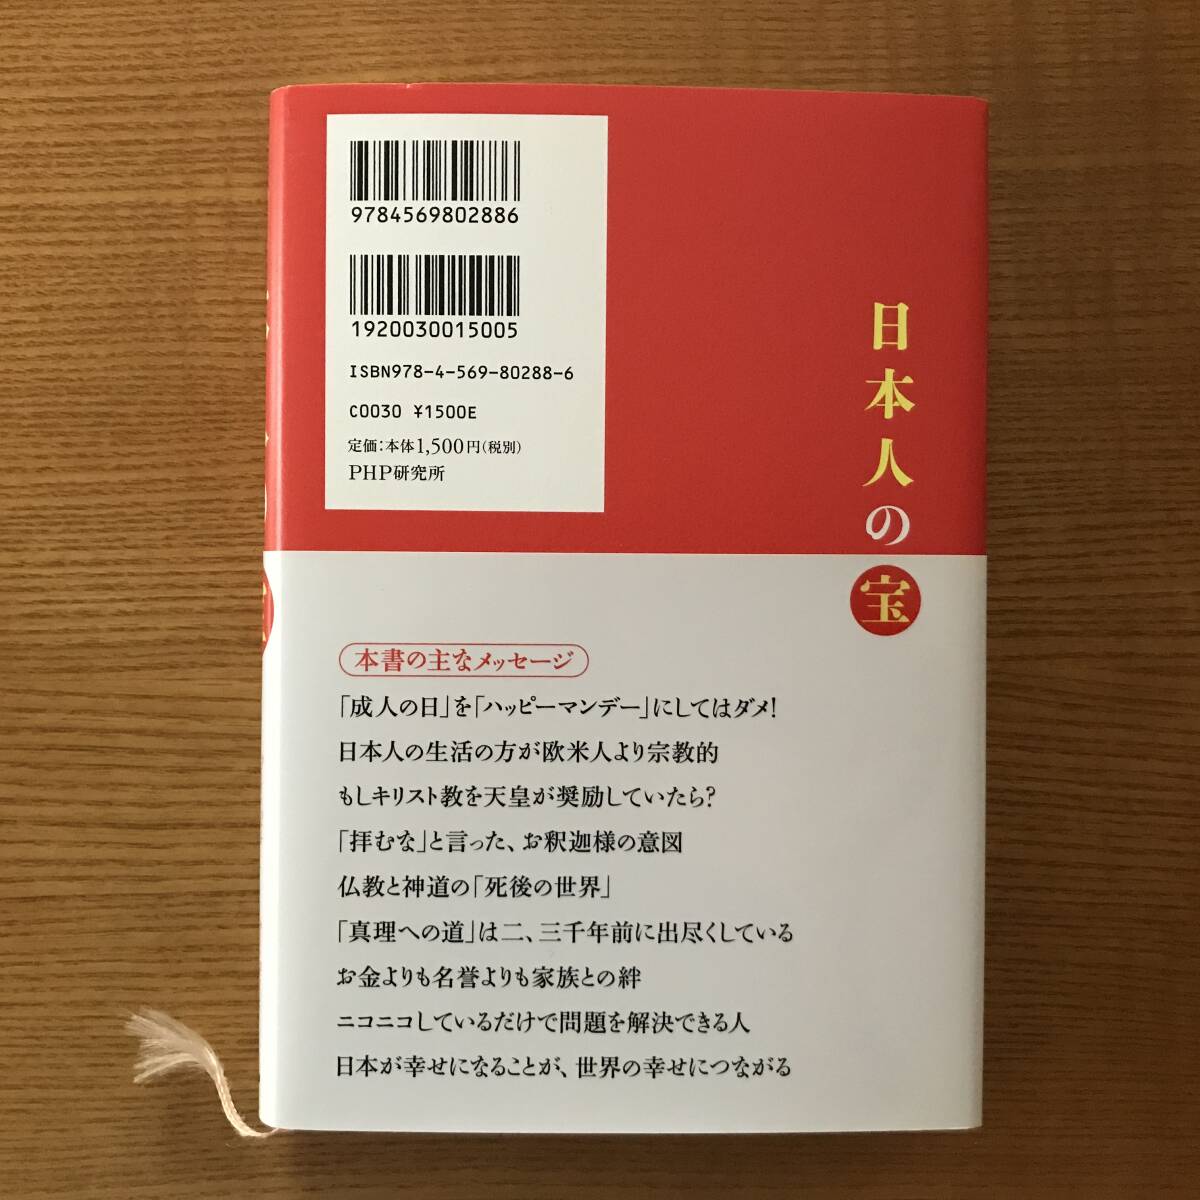 9784569802886
1920030015005
ISBN978-4-569-80288-6
C0030 ¥1500E
定価:本体1,500円(税別)
PHP研究所
日本人の宝
本書の主なメッセージ
「成人の日」を「ハッピーマンデー」にしてはダメ!
日本人の生活の方が欧米人より宗教的
もしキリスト教を天皇が奨励していたら?
「拝むな」と言った、お釈迦様の意図
仏教と神道の「死後の世界」
「真理への道」は二、三千年前に出尽くしている
お金よりも名誉よりも家族との絆
ニコニコしているだけで問題を解決できる人
日本が幸せになることが、世界の幸せにつながる